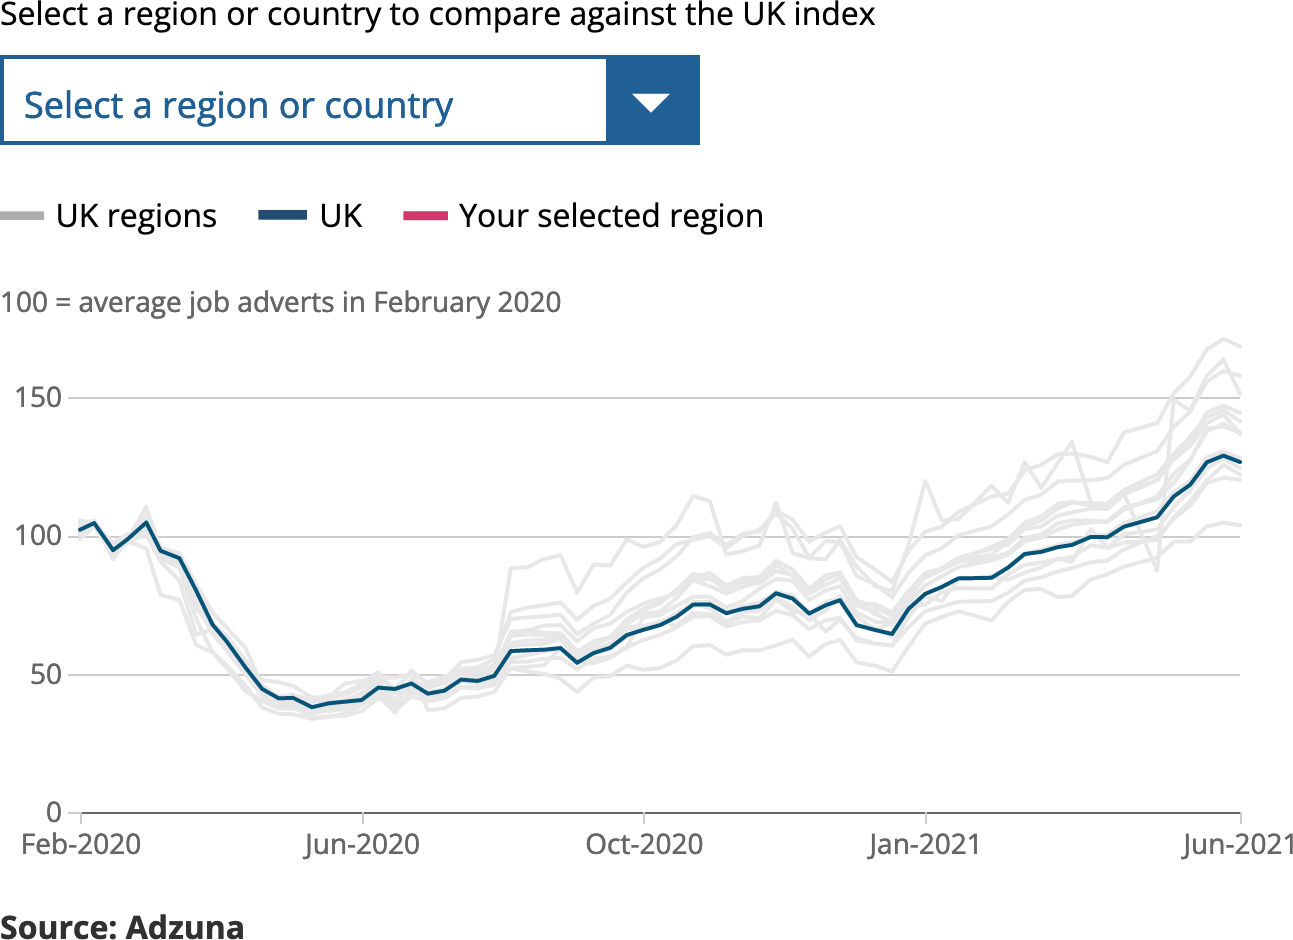 Select a region or country to compare against the UK index
Select a region or country
UK regions UK Your selected region
100 = average job adverts in February 2020
150
100
50
0
Feb-2020 Jun-2020 Oct-2020 Jan-2021 Jun-2021
Source: Adzuna